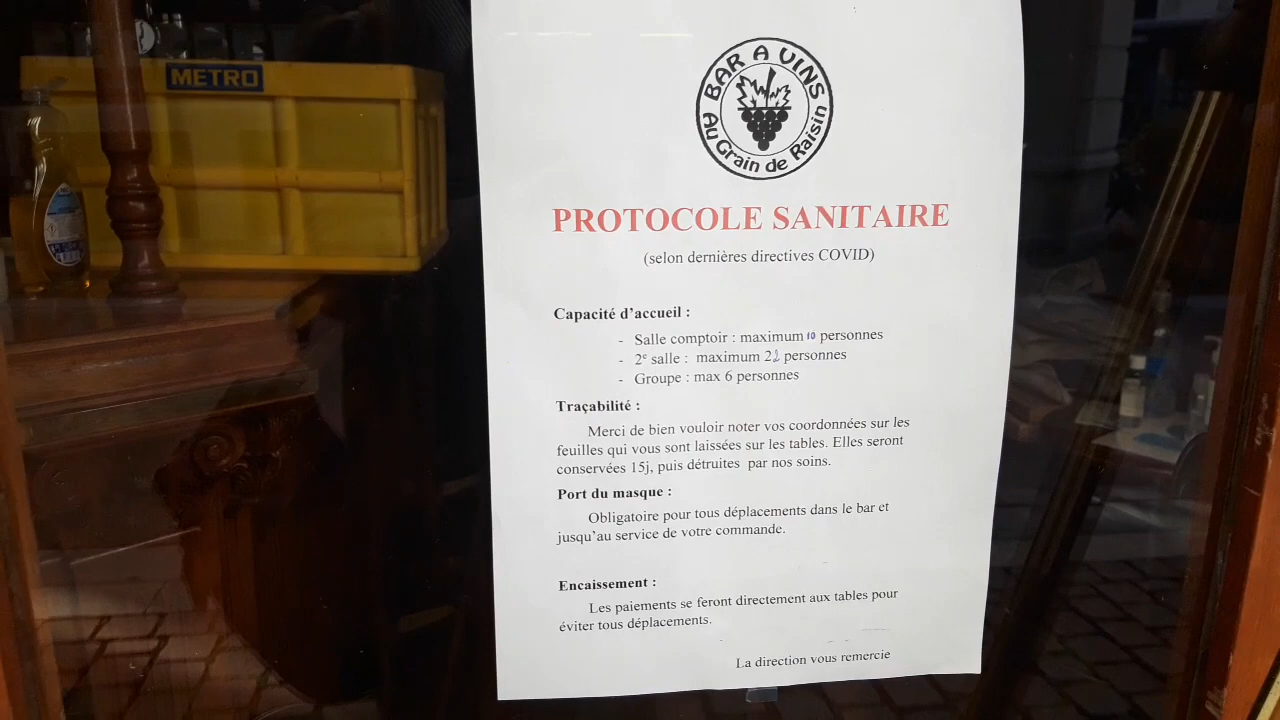 METRO
BAR A VINS
Au Grain de Raisin
PROTOCOLE SANITAIRE
(selon dernières directives COVID)
Capacité d'accueil :
- Salle comptoir : maximum 10 personnes
- 2e salle : maximum 22 personnes
- Groupe : max 6 personnes
Traçabilité :
Merci de bien vouloir noter vos coordonnées sur les
feuilles qui vous sont laissées sur les tables. Elles seront
conservées 15j, puis détruites par nos soins.
Port du masque :
Obligatoire pour tous déplacements dans le bar et
jusqu'au service de votre commande.
Encaissement :
Les paiements se feront directement aux tables pour
éviter tous déplacements.
La direction vous remercie